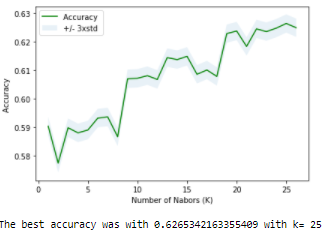 0.63
0.62
0.61
0.60
0.59
0.58
Accuracy
Accuracy
+/- 3xstd
0 5 10 15 20 25
Number of Nabors (K)
The best accuracy was with 0.6265342163355409 with k= 25